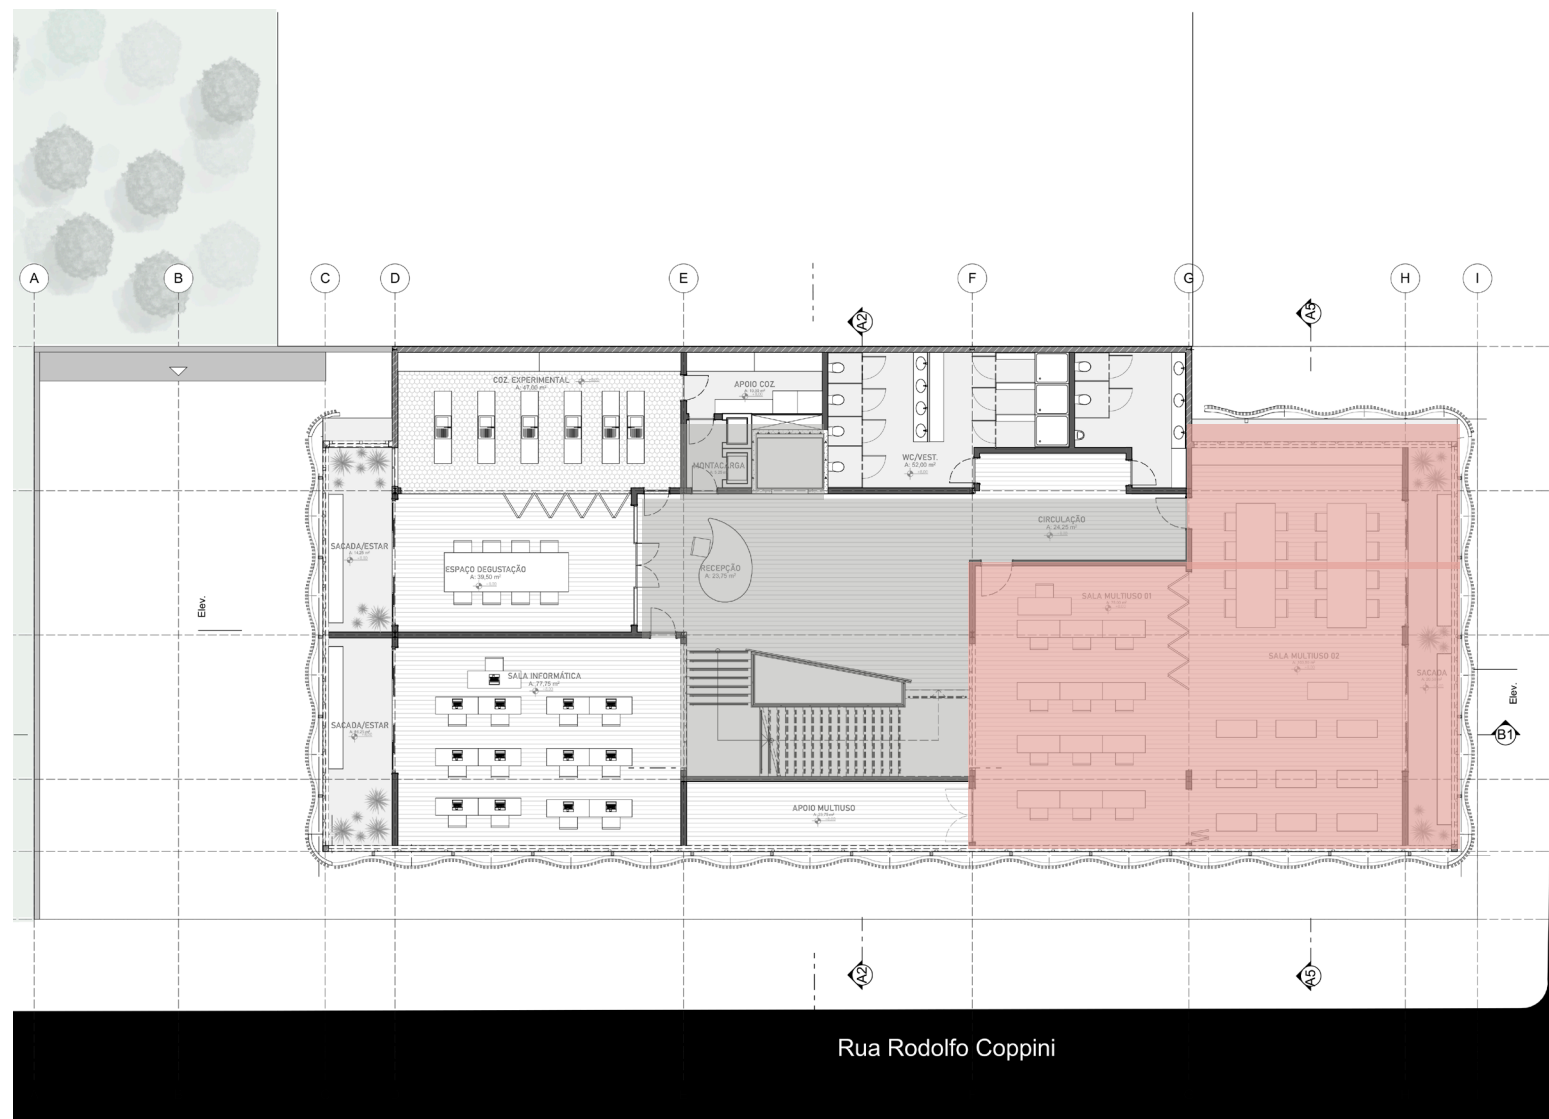 A B C D E F G H I
A2
A5
COZ. EXPERIMENTAL
A: 47,00 m²
APOIO COZ.
MONTACARGA
WC/VEST.
A: 52,00 m²
CIRCULAÇÃO
A: 24,25 m²
SACADA/ESTAR
ESPAÇO DEGUSTAÇÃO
A: 39,50 m²
RECEPÇÃO
A: 23,75 m²
Elev.
SALA MULTIUSO 01
SALA MULTIUSO 02
SALA INFORMÁTICA
A: 77,75 m²
SACADA
Elev.
SACADA/ESTAR
B1
APOIO MULTIUSO
A2
A5
Rua Rodolfo Coppini